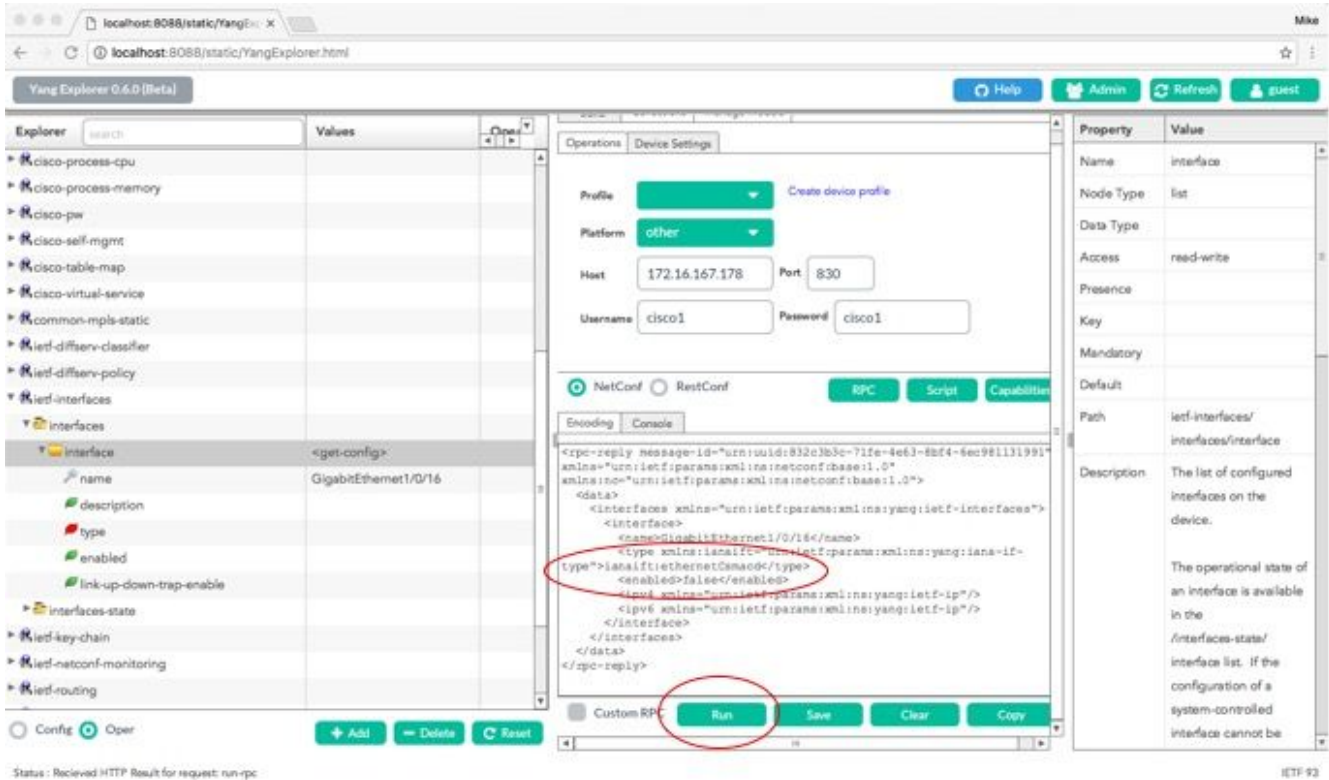 localhost:8088/static/YangEx
Mike
localhost:8088/static/YangExplorer.html
Yang Explorer 0.6.0 (Beta)
Help
Admin
Refresh
guest
Explorer
search
Values
cisco-process-cpu
cisco-process-memory
cisco-pw
cisco-self-mgmt
cisco-table-map
cisco-virtual-service
common-mpls-static
ietf-diffserv-classifier
ietf-diffserv-policy
ietf-interfaces
interfaces
interface
<get-config>
name
GigabitEthernet1/0/16
description
type
enabled
link-up-down-trap-enable
interfaces-state
ietf-key-chain
ietf-netconf-monitoring
ietf-routing
Config
Oper
Add
Delete
Reset
Operations
Device Settings
Profile
Create device profile
Platform
other
Host
172.16.167.178
Port
830
Username
cisco1
Password
cisco1
NetConf
RestConf
RPC
Script
Capabilities
Encoding
Console
<rpc-reply message-id="urn:uuid:832c3b3c-71fe-4e63-8bf4-6ec981131991"
xmlns="urn:ietf:params:xml:ns:netconf:base:1.0"
xmlns:nc="urn:ietf:params:xml:ns:netconf:base:1.0">
<data>
<interfaces xmlns="urn:ietf:params:xml:ns:yang:ietf-interfaces">
<interface>
<name>GigabitEthernet1/0/16</name>
<type xmlns:ianaift="urn:ietf:params:xml:ns:yang:iana-if-
type">ianaift:ethernetCsmacd</type>
<enabled>false</enabled>
<ipv4 xmlns="urn:ietf:params:xml:ns:yang:ietf-ip"/>
<ipv6 xmlns="urn:ietf:params:xml:ns:yang:ietf-ip"/>
</interface>
</interfaces>
</data>
</rpc-reply>
Custom RPC
Run
Save
Clear
Copy
Property
Value
Name
interface
Node Type
list
Data Type
Access
read-write
Presence
Key
Mandatory
Default
Path
ietf-interfaces/
interfaces/interface
Description
The list of configured
interfaces on the
device.
The operational state of
an interface is available
in the
/interfaces-state/
interface list. If the
configuration of a
system-controlled
interface cannot be
Status : Recieved HTTP Result for request: run-rpc
IETF 93